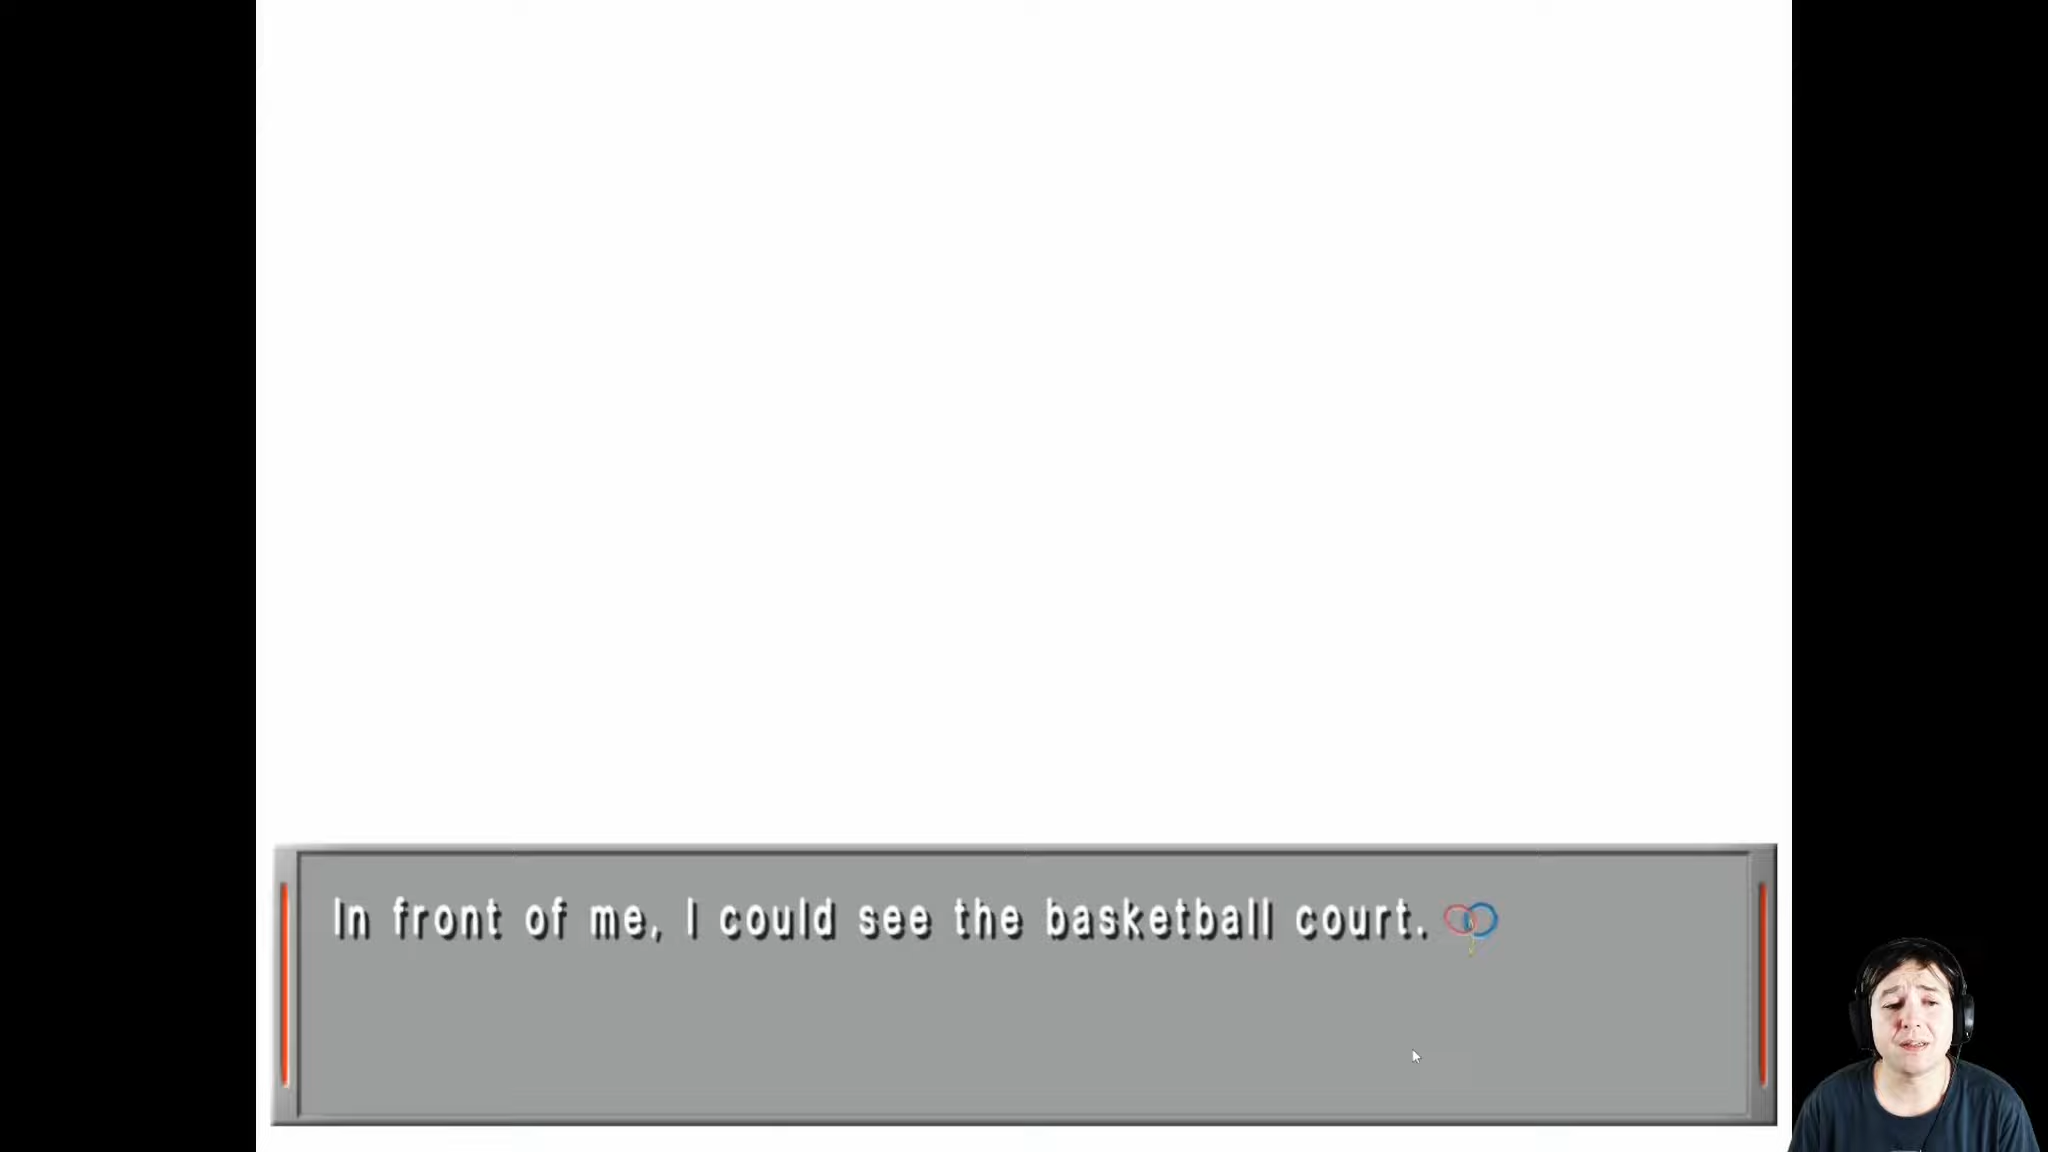 In front of me, I could see the basketball court.